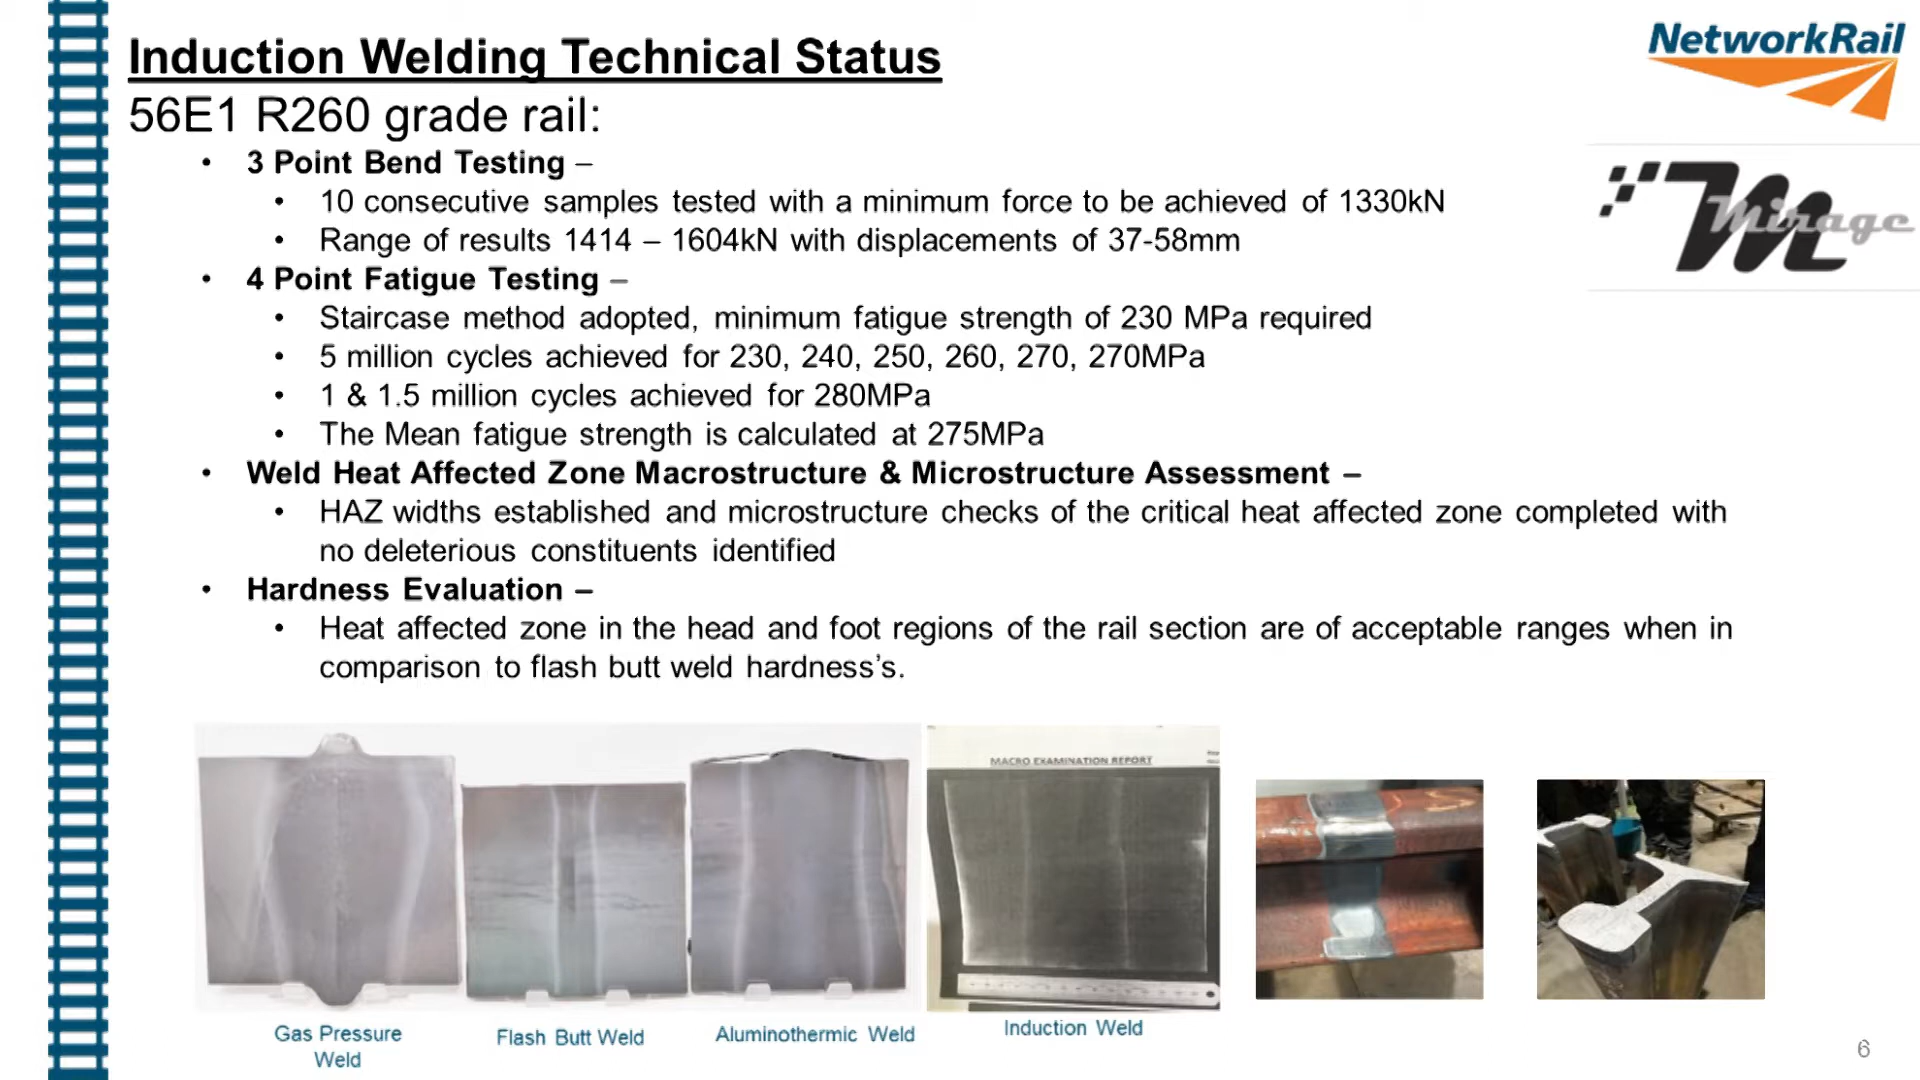 Induction Welding Technical Status
NetworkRail
56E1 R260 grade rail:
• 3 Point Bend Testing –
• 10 consecutive samples tested with a minimum force to be achieved of 1330kN
• Range of results 1414 – 1604kN with displacements of 37-58mm
Mirage
• 4 Point Fatigue Testing –
• Staircase method adopted, minimum fatigue strength of 230 MPa required
• 5 million cycles achieved for 230, 240, 250, 260, 270, 270MPa
• 1 & 1.5 million cycles achieved for 280MPa
• The Mean fatigue strength is calculated at 275MPa
• Weld Heat Affected Zone Macrostructure & Microstructure Assessment –
• HAZ widths established and microstructure checks of the critical heat affected zone completed with
no deleterious constituents identified
• Hardness Evaluation –
• Heat affected zone in the head and foot regions of the rail section are of acceptable ranges when in
comparison to flash butt weld hardness's.
MACRO EXAMINATION REPORT
Gas Pressure
Weld
Flash Butt Weld
Aluminothermic Weld
Induction Weld
6